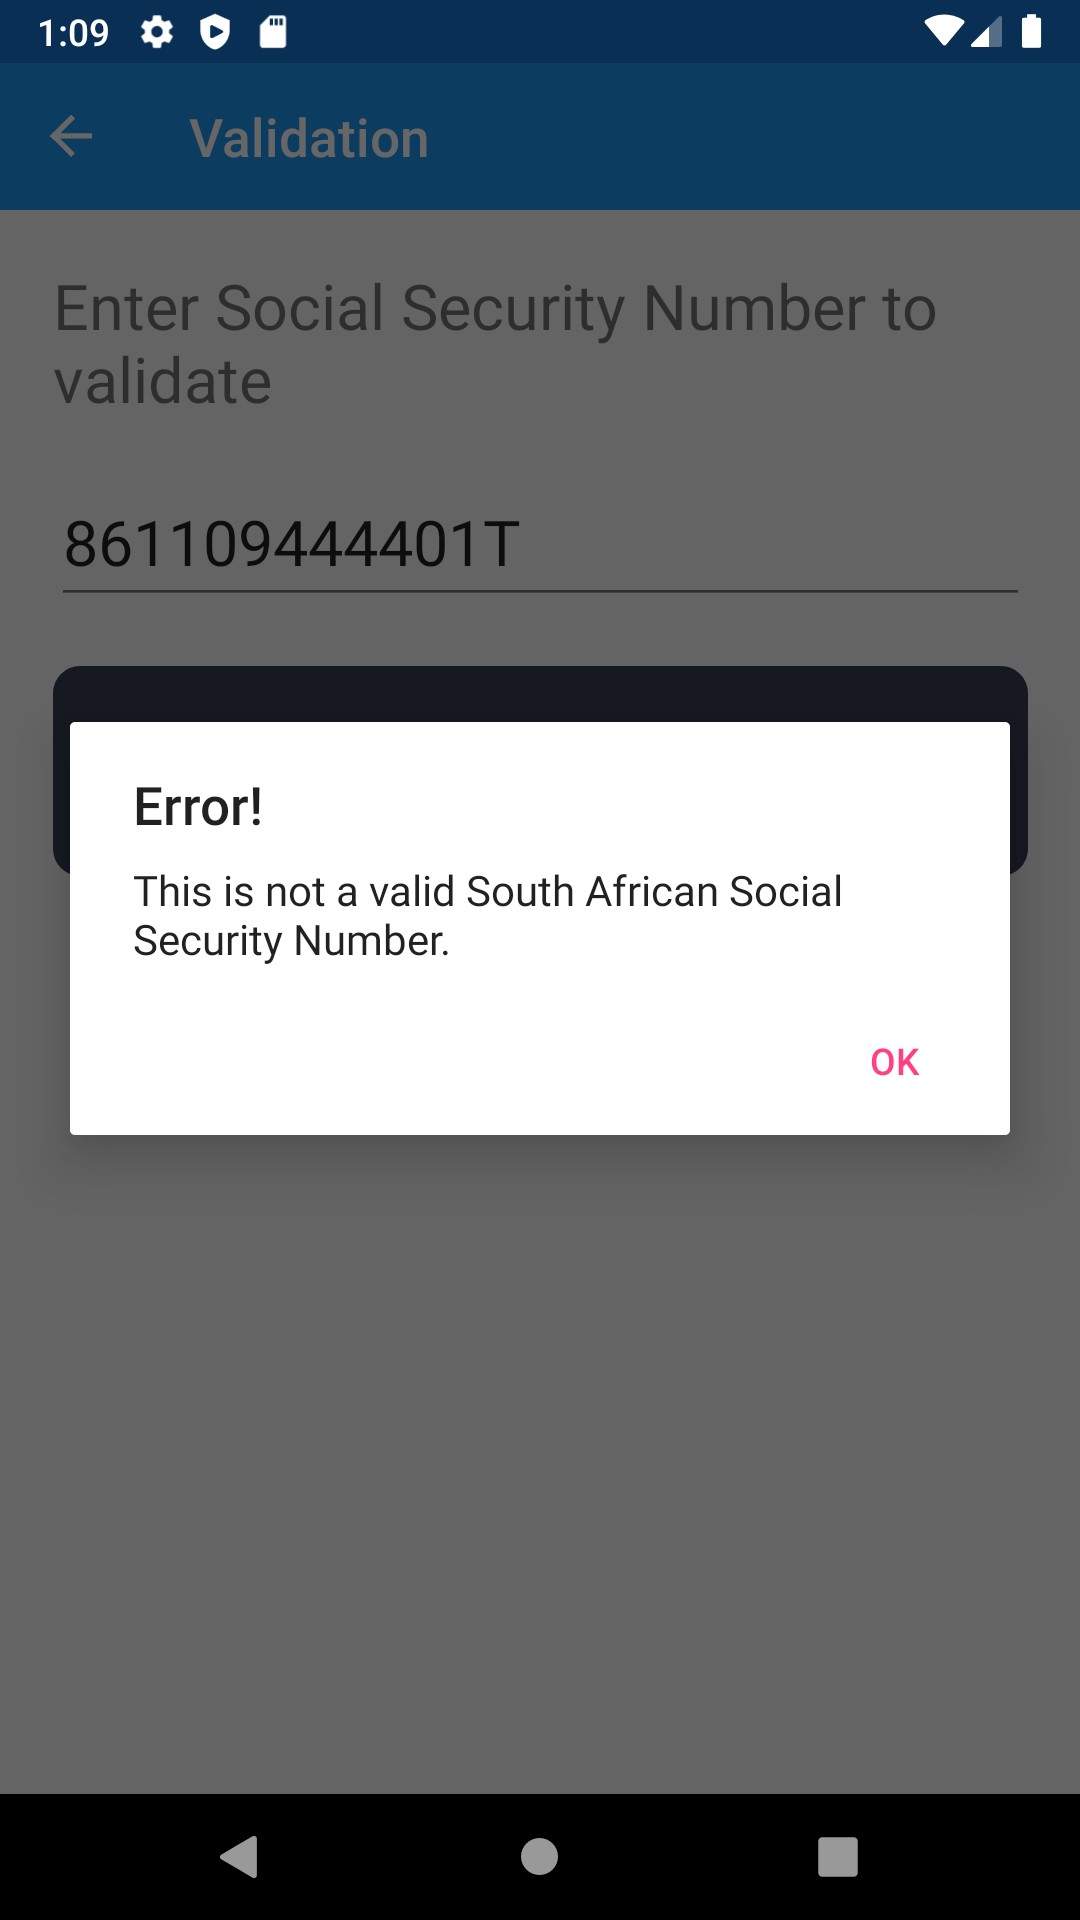 1:09
Validation
Enter Social Security Number to
validate
861109444401T
Error!
This is not a valid South African Social
Security Number.
OK